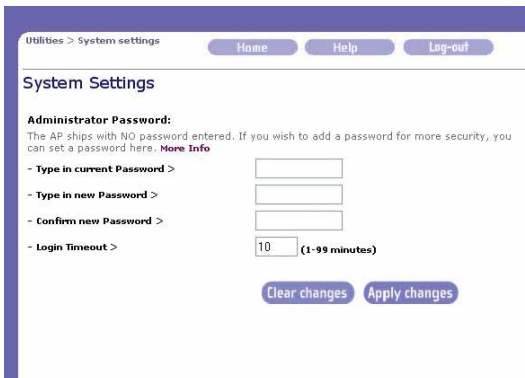 Utilities > System settings
Home Help Log-out
System Settings
Administrator Password:
The AP ships with NO password entered. If you wish to add a password for more security, you
can set a password here. More Info
- Type in current Password >
- Type in new Password >
- Confirm new Password >
- Login Timeout > 10 (1-99 minutes)
Clear changes Apply changes